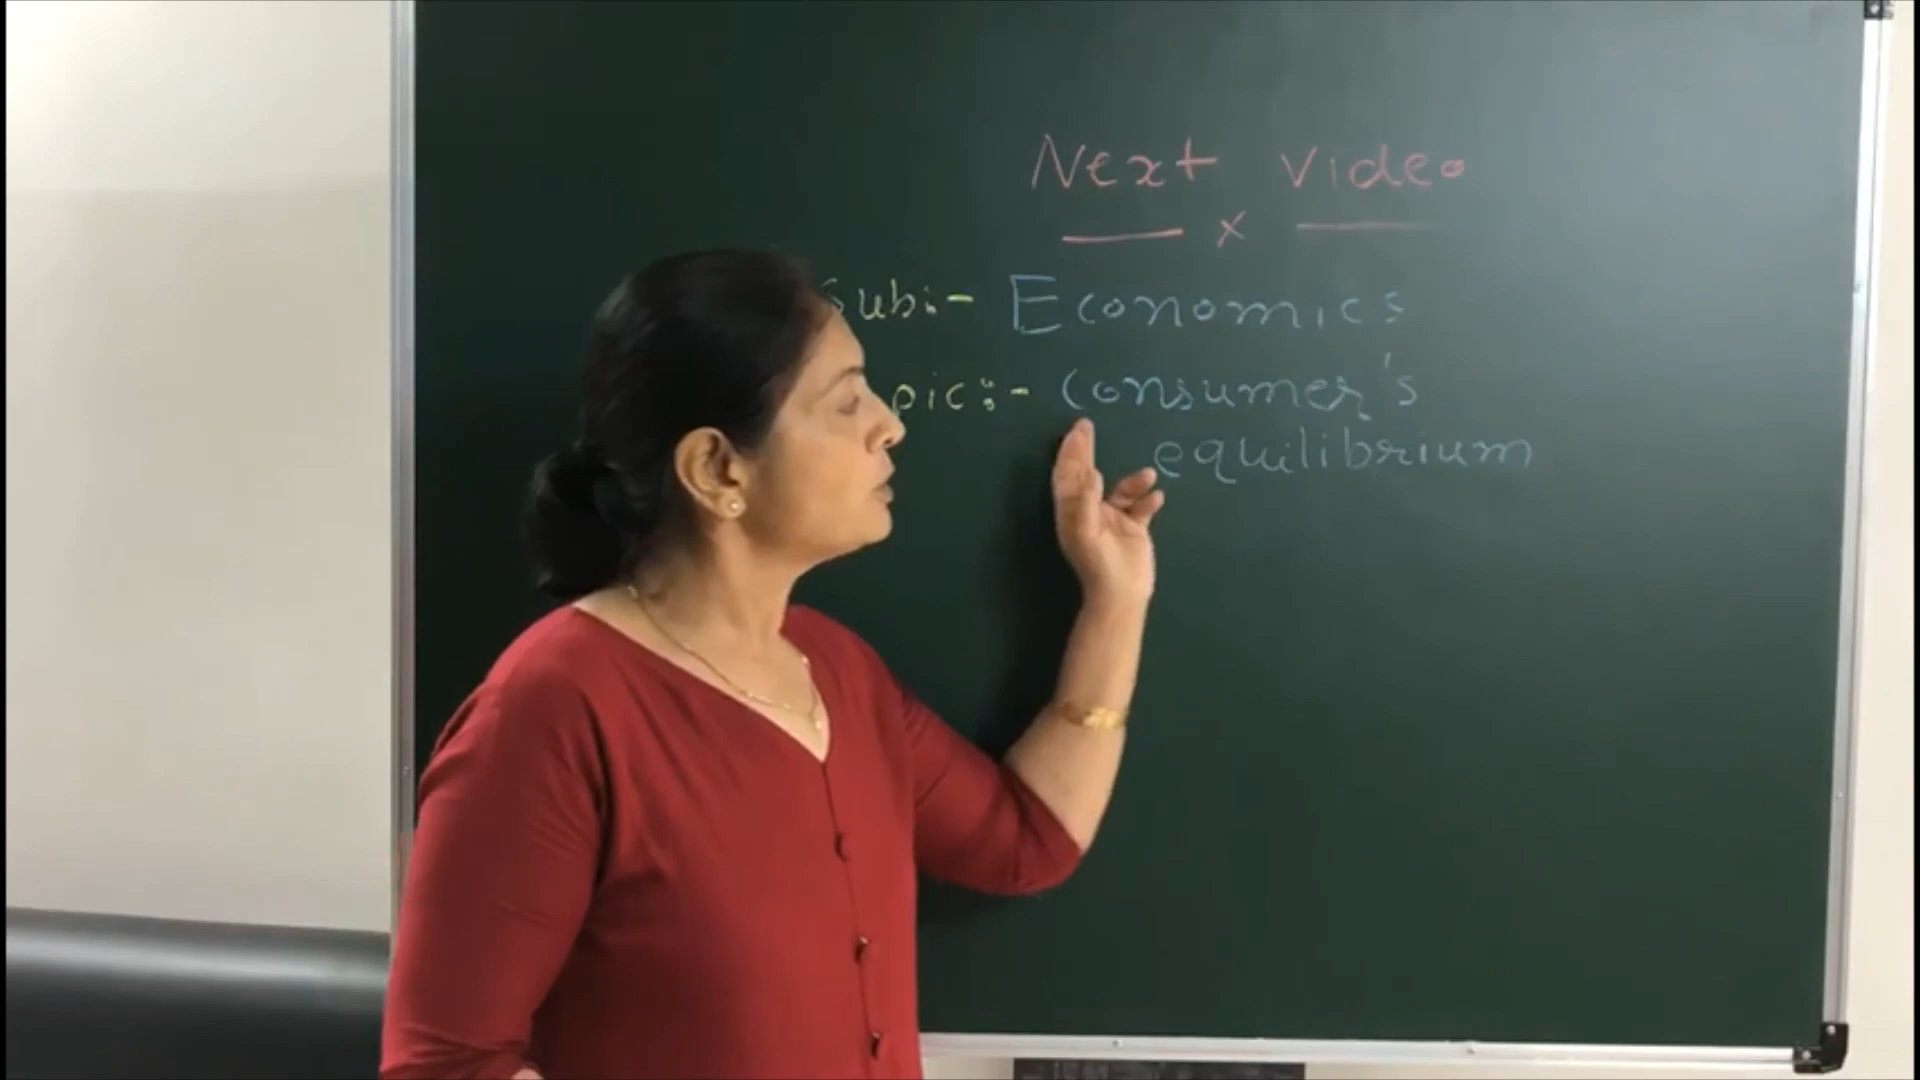 Next Video
x
Sub:- Economics
pic:- Consumer's
equilibrium